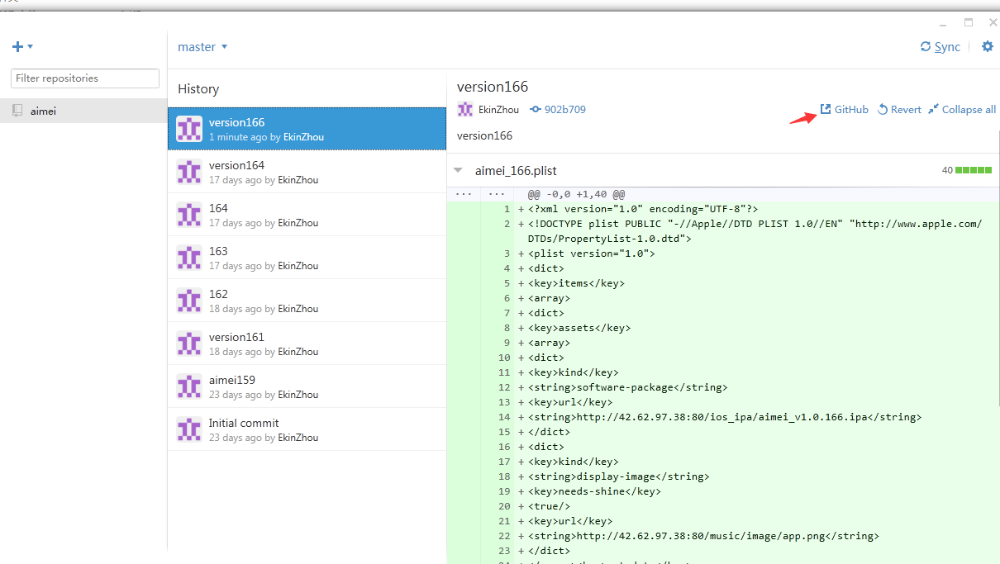 master
Sync
Filter repositories
aimei
History
version166
1 minute ago by EkinZhou
version164
17 days ago by EkinZhou
164
17 days ago by EkinZhou
163
17 days ago by EkinZhou
162
18 days ago by EkinZhou
version161
18 days ago by EkinZhou
aimei159
23 days ago by EkinZhou
Initial commit
23 days ago by EkinZhou
version166
EkinZhou 902b709
GitHub Revert Collapse all
version166
aimei_166.plist
40
... ... @@ -0,0 +1,40 @@
1 +<?xml version="1.0" encoding="UTF-8"?>
2 +<!DOCTYPE plist PUBLIC "-//Apple//DTD PLIST 1.0//EN" "http://www.apple.com/
DTDs/PropertyList-1.0.dtd">
3 +<plist version="1.0">
4 +<dict>
5 +<key>items</key>
6 +<array>
7 +<dict>
8 +<key>assets</key>
9 +<array>
10 +<dict>
11 +<key>kind</key>
12 +<string>software-package</string>
13 +<key>url</key>
14 +<string>http://42.62.97.38:80/ios_ipa/aimei_v1.0.166.ipa</string>
15 +</dict>
16 +<dict>
17 +<key>kind</key>
18 +<string>display-image</string>
19 +<key>needs-shine</key>
20 +<true/>
21 +<key>url</key>
22 +<string>http://42.62.97.38:80/music/image/app.png</string>
23 +</dict>